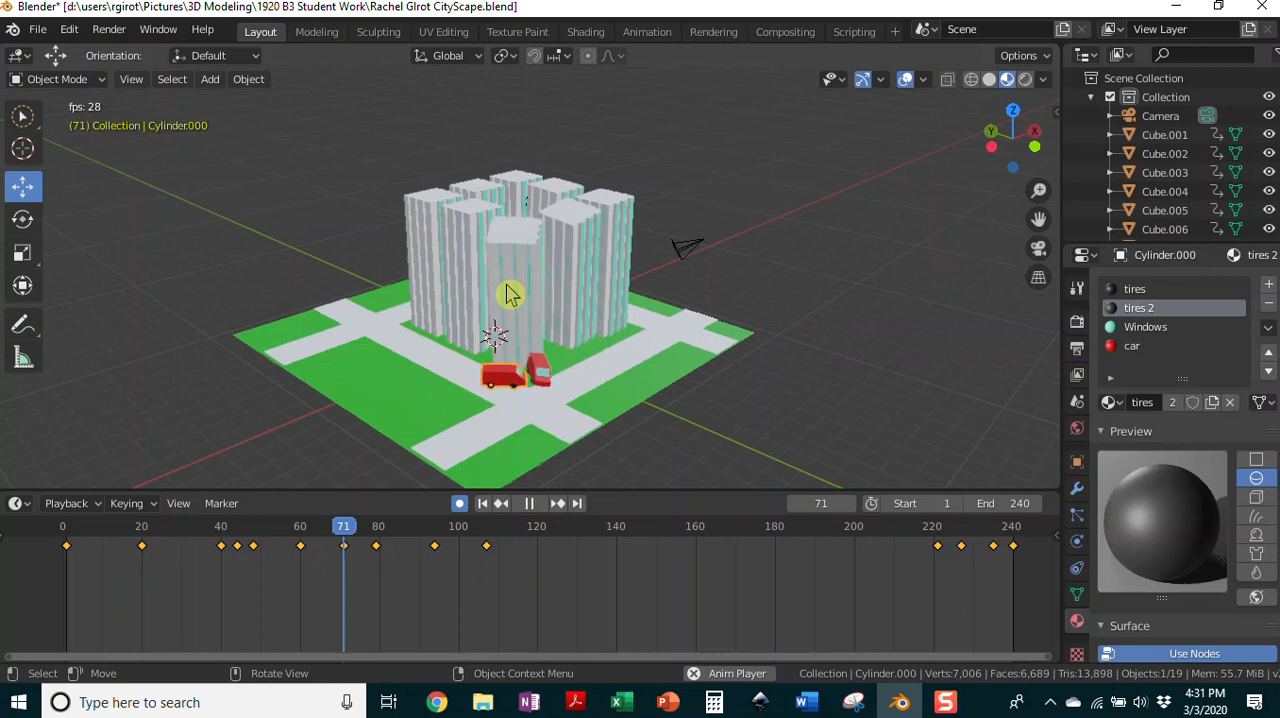 Blender* [d:\users\rgirot\Pictures\3D Modeling\1920 B3 Student Work\Rachel GIrot CityScape.blend]
File Edit Render Window Help Layout Modeling Sculpting UV Editing Texture Paint Shading Animation Rendering Compositing Scripting + Scene View Layer
Orientation: Default Global Options
Object Mode View Select Add Object
Scene Collection
Collection
Camera
Cube.001
Cube.002
Cube.003
Cube.004
Cube.005
Cube.006
fps: 28
(71) Collection | Cylinder.000
Z
Y X
Cylinder.000 tires 2
tires
tires 2
Windows
car
tires 2
Preview
Surface
Use Nodes
Playback Keying View Marker 71 Start 1 End 240
0 20 40 60 71 80 100 120 140 160 180 200 220 240
Select Move Rotate View Object Context Menu Anim Player Collection | Cylinder.000 | Verts:7,006 | Faces:6,689 | Tris:13,898 | Objects:1/19 | Mem: 55.7 MiB | v2
Type here to search
4:31 PM
3/3/2020